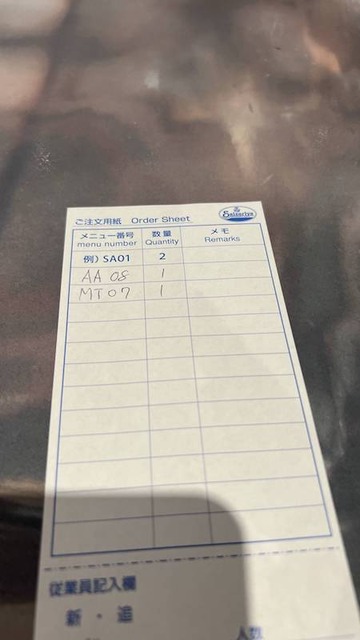 ご注文用紙 Order Sheet Saizeriya
メニュー番号 数量 メモ
menu number Quantity Remarks
例) SA01 2
AA 08 1
MT07 1
従業員記入欄
新・追
人数